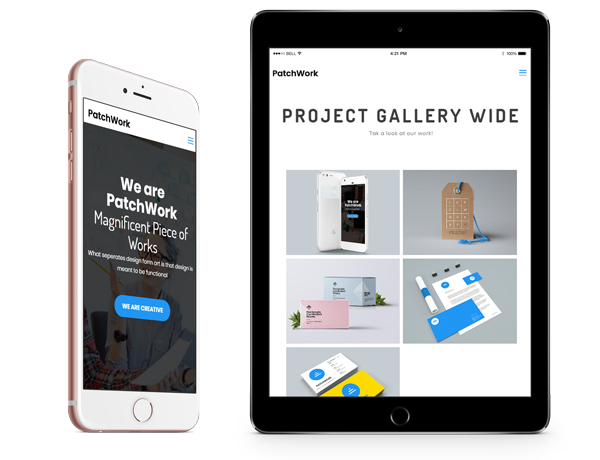 PatchWork
We are
PatchWork
Magnificent Piece of
Works
What seperates design form art is that design is
meant to be functional
WE ARE CREATIVE
BELL
4:21 PM
100%
PatchWork
PROJECT GALLERY WIDE
Tak a look at our work!